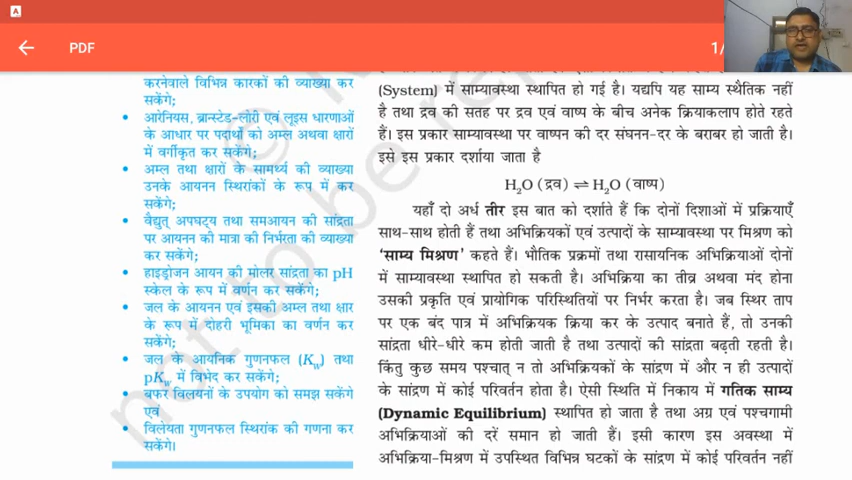 A
PDF
1/
करनेवाले विभिन्न कारकों की व्याख्या कर
सकेंगे;
• आरेनियस, ब्रान्स्टेड-लोरी एवं लूइस धारणाओं
के आधार पर पदार्थों को अम्ल अथवा क्षारों
में वर्गीकृत कर सकेंगे;
• अम्ल तथा क्षारों के सामर्थ्य की व्याख्या
उनके आयनन स्थिरांकों के रूप में कर
सकेंगे;
• वैद्युत् अपघट्य तथा समआयन की सांद्रता
पर आयनन की मात्रा की निर्भरता की व्याख्या
कर सकेंगे;
• हाइड्रोजन आयन की मोलर सांद्रता का pH
स्केल के रूप में वर्णन कर सकेंगे;
• जल के आयनन एवं इसकी अम्ल तथा क्षार
के रूप में दोहरी भूमिका का वर्णन कर
सकेंगे;
• जल के आयनिक गुणनफल (Kw) तथा
pKw में विभेद कर सकेंगे;
• बफर विलयनों के उपयोग को समझ सकेंगे
एवं
• विलेयता गुणनफल स्थिरांक की गणना कर
सकेंगे।
(System) में साम्यावस्था स्थापित हो गई है। यद्यपि यह साम्य स्थैतिक नहीं
है तथा द्रव की सतह पर द्रव एवं वाष्प के बीच अनेक क्रियाकलाप होते रहते
हैं। इस प्रकार साम्यावस्था पर वाष्पन की दर संघनन-दर के बराबर हो जाती है।
इसे इस प्रकार दर्शाया जाता है
H₂O (द्रव) ⇌ H₂O (वाष्प)
यहाँ दो अर्ध तीर इस बात को दर्शाते हैं कि दोनों दिशाओं में प्रक्रियाएँ
साथ-साथ होती हैं तथा अभिक्रियकों एवं उत्पादों के साम्यावस्था पर मिश्रण को
'साम्य मिश्रण' कहते हैं। भौतिक प्रक्रमों तथा रासायनिक अभिक्रियाओं दोनों
में साम्यावस्था स्थापित हो सकती है। अभिक्रिया का तीव्र अथवा मंद होना
उसकी प्रकृति एवं प्रायोगिक परिस्थितियों पर निर्भर करता है। जब स्थिर ताप
पर एक बंद पात्र में अभिक्रियक क्रिया कर के उत्पाद बनाते हैं, तो उनकी
सांद्रता धीरे-धीरे कम होती जाती है तथा उत्पादों की सांद्रता बढ़ती रहती है।
किंतु कुछ समय पश्चात् न तो अभिक्रियकों के सांद्रण में और न ही उत्पादों
के सांद्रण में कोई परिवर्तन होता है। ऐसी स्थिति में निकाय में गतिक साम्य
(Dynamic Equilibrium) स्थापित हो जाता है तथा अग्र एवं पश्चगामी
अभिक्रियाओं की दरें समान हो जाती हैं। इसी कारण इस अवस्था में
अभिक्रिया-मिश्रण में उपस्थित विभिन्न घटकों के सांद्रण में कोई परिवर्तन नहीं
not to be re